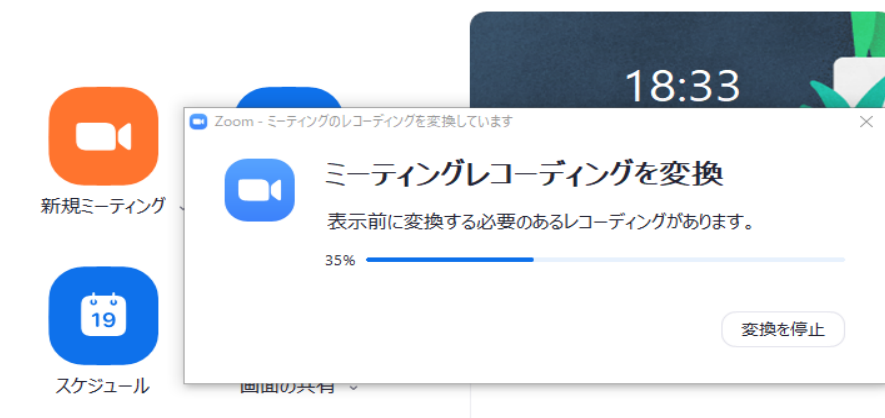 18:33
Zoom - ミーティングのレコーディングを変換しています
ミーティングレコーディングを変換
表示前に変換する必要のあるレコーディングがあります。
35%
変換を停止
新規ミーティング
19
スケジュール
画面の共有